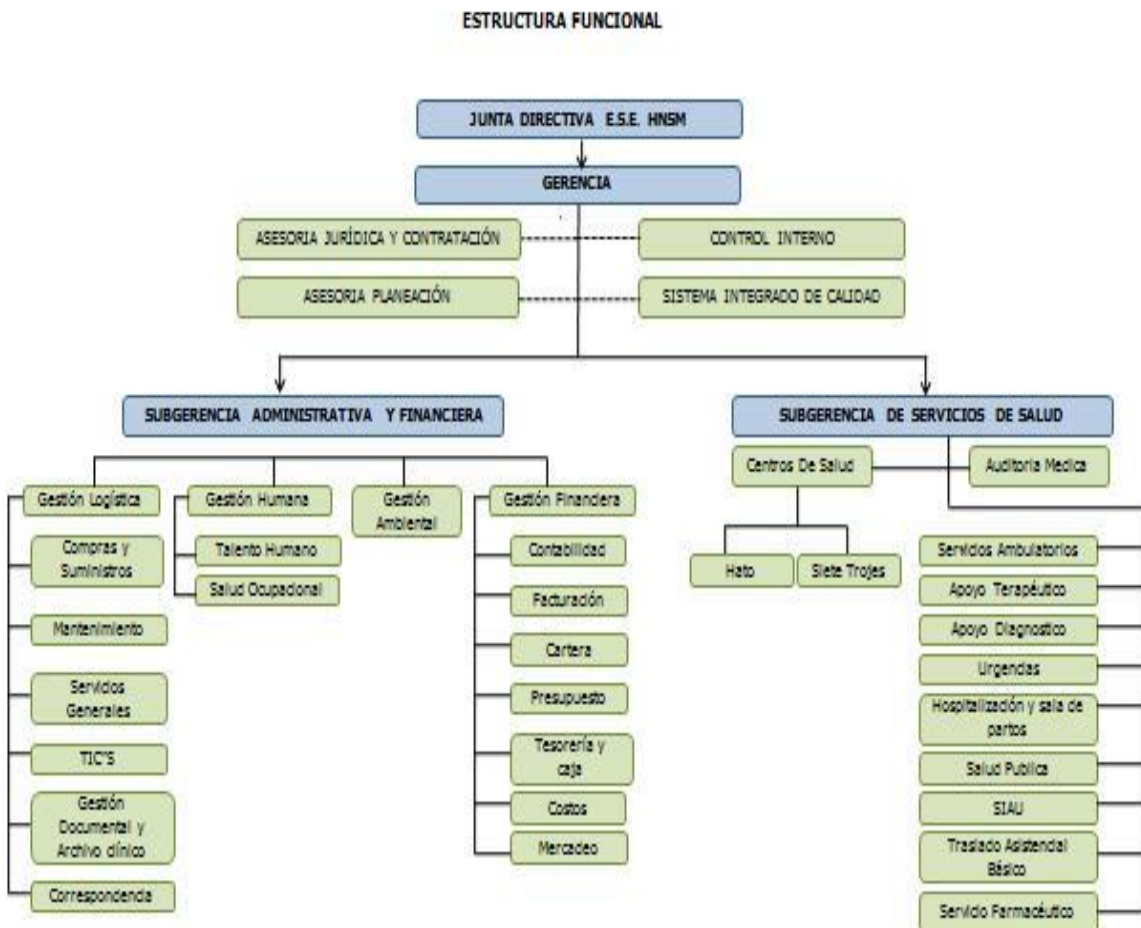 ESTRUCTURA FUNCIONAL
JUNTA DIRECTIVA E.S.E. HNSM
GERENCIA
ASESORIA JURÍDICA Y CONTRATACIÓN
CONTROL INTERNO
ASESORIA PLANEACIÓN
SISTEMA INTEGRADO DE CALIDAD
SUBGERENCIA ADMINISTRATIVA Y FINANCIERA
Gestión Logística
Compras y
Suministros
Mantenimiento
Servicios
Generales
TIC"S
Gestión
Documental y
Archivo clínico
Correspondencia
Gestión Humana
Talento Humano
Salud Ocupacional
Gestión
Ambiental
Gestión Financiera
Contabilidad
Facturación
Cartera
Presupuesto
Tesorería y
caja
Costos
Mercadeo
SUBGERENCIA DE SERVICIOS DE SALUD
Centros De Salud
Auditoria Medica
Hato
Siete Trojes
Servicios Ambulatorios
Apoyo Terapéutico
Apoyo Diagnostico
Urgencias
Hospitalización y sala de
partos
Salud Publica
SIAU
Traslado Asistencial
Básico
Servicio Farmacéutico